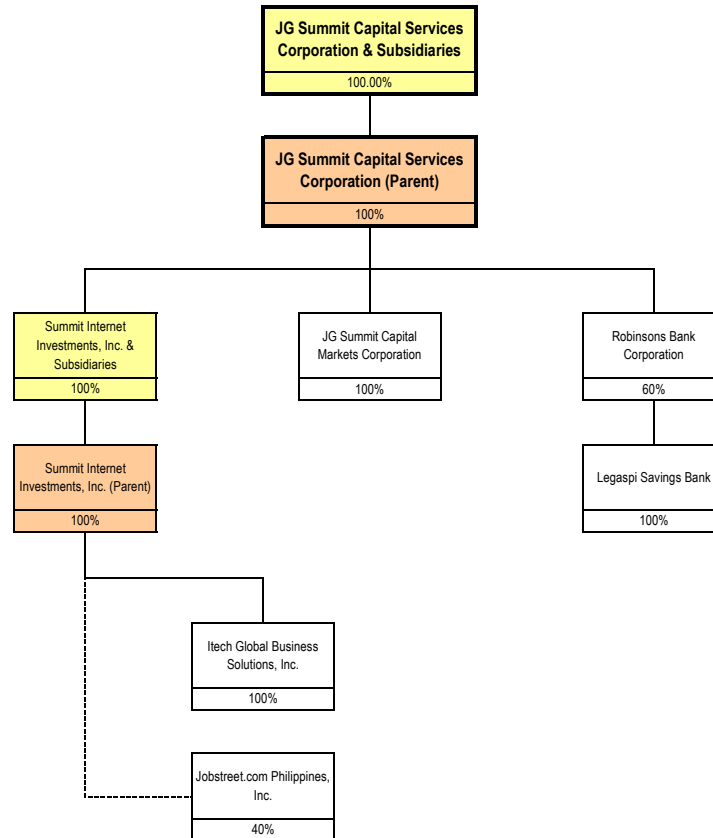 JG Summit Capital Services
Corporation & Subsidiaries
100.00%
JG Summit Capital Services
Corporation (Parent)
100%
Summit Internet
Investments, Inc. &
Subsidiaries
100%
JG Summit Capital
Markets Corporation
100%
Robinsons Bank
Corporation
60%
Summit Internet
Investments, Inc. (Parent)
100%
Legaspi Savings Bank
100%
Itech Global Business
Solutions, Inc.
100%
Jobstreet.com Philippines,
Inc.
40%